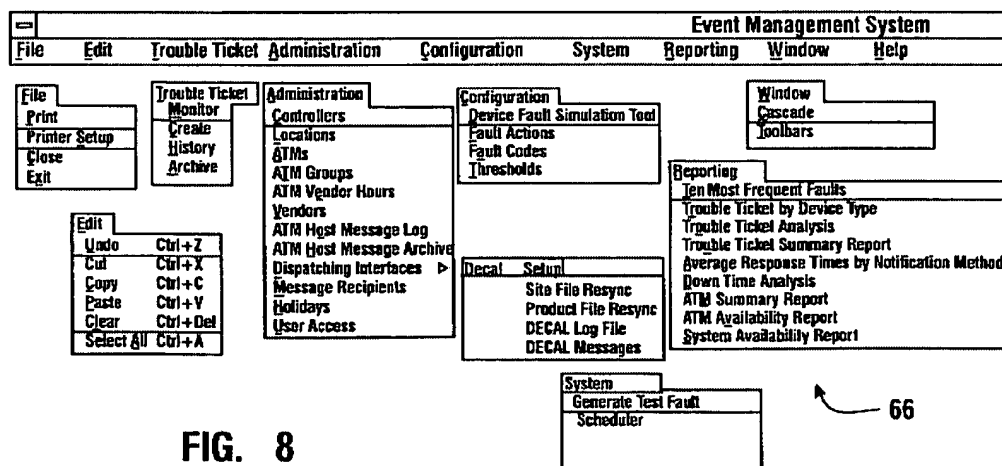 Event Management System
File Edit Trouble Ticket Administration Configuration System Reporting Window Help
File
Print
Printer Setup
Close
Exit
Trouble Ticket
Monitor
Create
History
Archive
Administration
Controllers
Locations
ATMs
ATM Groups
ATM Vendor Hours
Vendors
ATM Host Message Log
ATM Host Message Archive
Dispatching Interfaces
Message Recipients
Holidays
User Access
Configuration
Device Fault Simulation Tool
Fault Actions
Fault Codes
Thresholds
Window
Cascade
Toolbars
Reporting
Ten Most Frequent Faults
Trouble Ticket by Device Type
Trouble Ticket Analysis
Trouble Ticket Summary Report
Average Response Times by Notification Method
Down Time Analysis
ATM Summary Report
ATM Availability Report
System Availability Report
Edit
Undo Ctrl+Z
Cut Ctrl+X
Copy Ctrl+C
Paste Ctrl+V
Clear Ctrl+Del
Select All Ctrl+A
Decal Setup
Site File Resync
Product File Resync
DECAL Log File
DECAL Messages
System
Generate Test Fault
Scheduler
66
FIG. 8